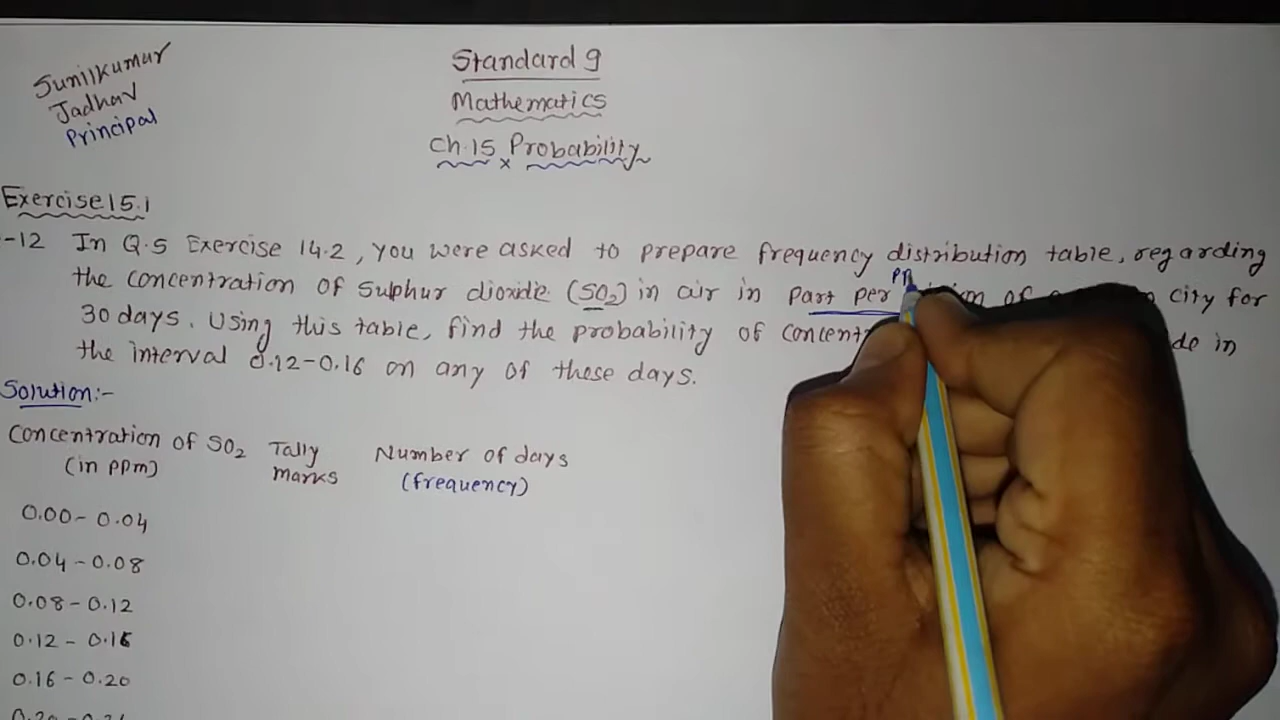 Sunilkumar
Jadhav
Principal
Standard 9
Mathematics
Ch.15 Probability
Exercise 15.1
-12 In Q.5 Exercise 14.2, you were asked to prepare frequency distribution table, regarding
the concentration of Sulphur dioxide (SO2) in air in part per of city for
30 days. Using this table, find the probability of in
the interval 0.12-0.16 on any of these days.
Solution:-
Concentration of SO2 Tally Number of days
(in PPm) marks (frequency)
0.00-0.04
0.04-0.08
0.08-0.12
0.12-0.16
0.16-0.20